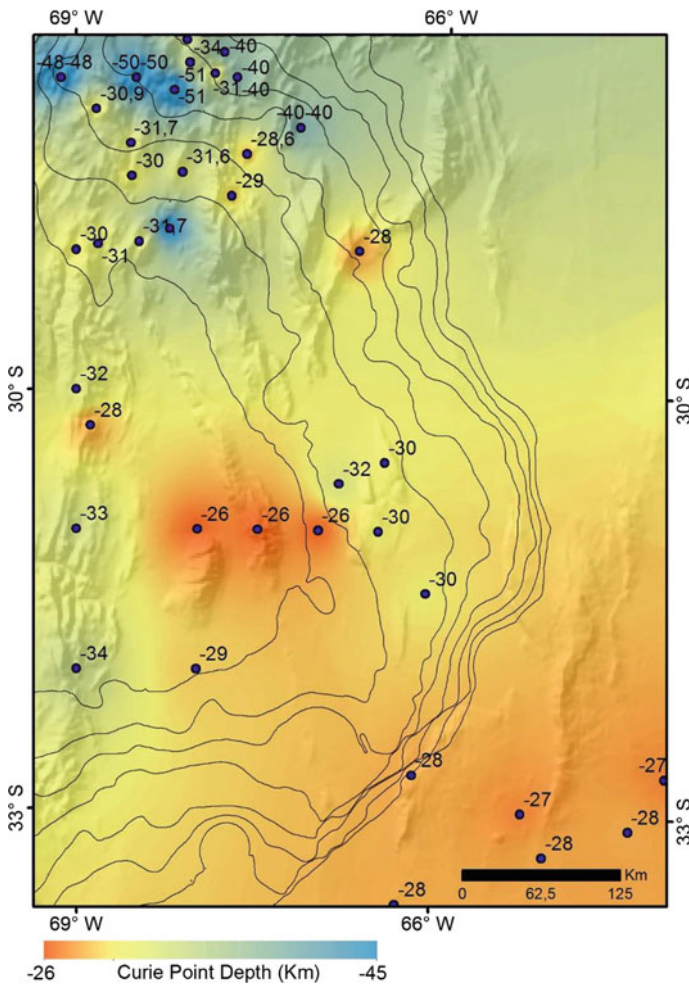 69° W 66° W
-34 -40
-48-48 -50-50 -51 -31-40 -40
-30,9 -51
-40-40
-31,7 -28,6
-30 -31,6
-29
-31,7 -28
-30 -31
30° S 30° S
-32
-28
-30
-32
-33 -26 -26 -26 -30
-30
-34 -29
-28 -27
-27
-28
33° S 33° S
-28
Km
0 62,5 125
-28
69° W 66° W
-26 Curie Point Depth (Km) -45